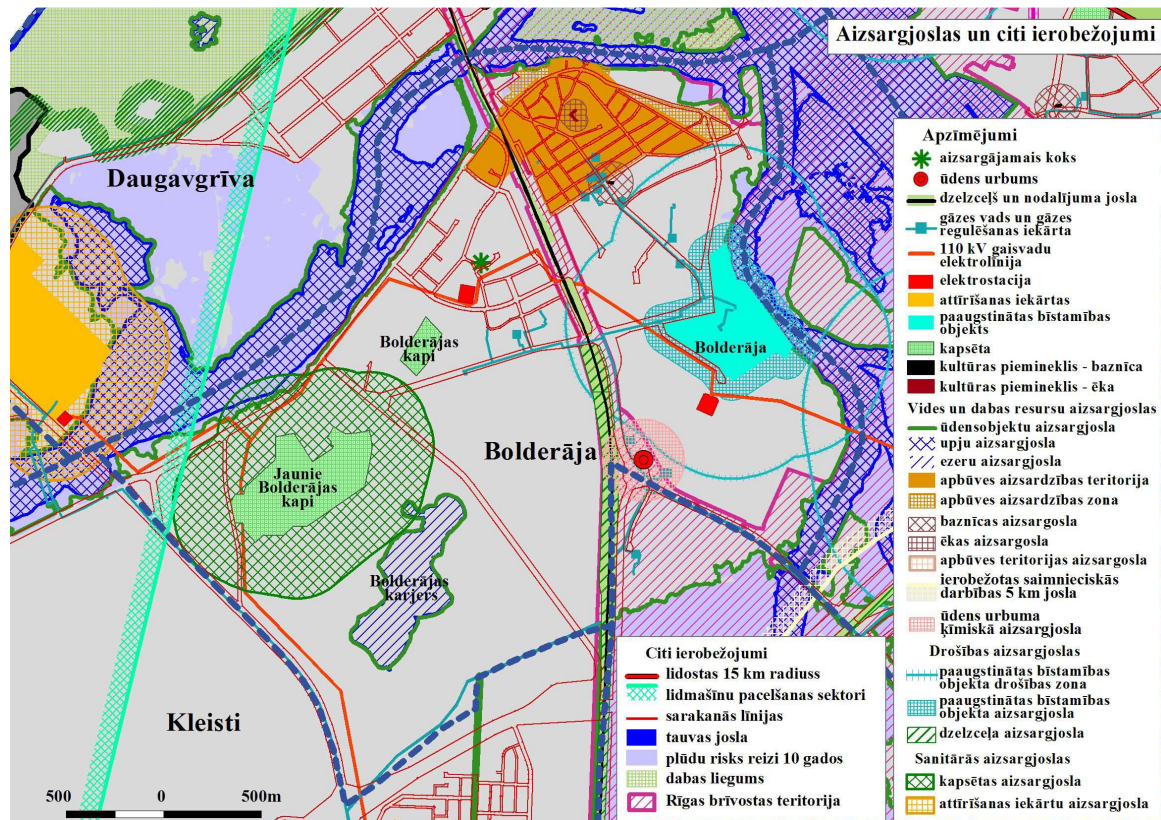 Aizsargjoslas un citi ierobežojumi
Daugavgrīva
Bolderājas
kapi
Bolderāja
Bolderāja
Jaunie
Bolderājas
kapi
Bolderājas
karjers
Kleisti
500 0 500m
Apzīmējumi
aizsargājamais koks
ūdens urbums
dzelzceļš un nodalījuma josla
gāzes vads un gāzes
regulēšanas iekārta
110 kV gaisvadu
elektrolīnija
elektrostacija
attīrīšanas iekārtas
paaugstinātas bīstamības
objekts
kapsēta
kultūras piemineklis - baznīca
kultūras piemineklis - ēka
Vides un dabas resursu aizsargjoslas
ūdensobjektu aizsargjosla
upju aizsargjosla
ezeru aizsargjosla
apbūves aizsardzības teritorija
apbūves aizsardzības zona
baznīcas aizsargosla
ēkas aizsargosla
apbūves teritorijas aizsargosla
ierobežotas saimnieciskās
darbības 5 km josla
ūdens urbuma
ķīmiskā aizsargjosla
Drošības aizsargjoslas
paaugstinātas bīstamības
objekta drošības zona
paaugstinātas bīstamības
objekta aizsargjosla
dzelzceļa aizsargjosla
Sanitārās aizsargjoslas
kapsētas aizsargjosla
attīrīšanas iekārtu aizsargjosla
Citi ierobežojumi
lidostas 15 km radiuss
lidmašīnu pacelšanas sektori
sarakanās līnijas
tauvas josla
plūdu risks reizi 10 gados
dabas liegums
Rīgas brīvostas teritorija